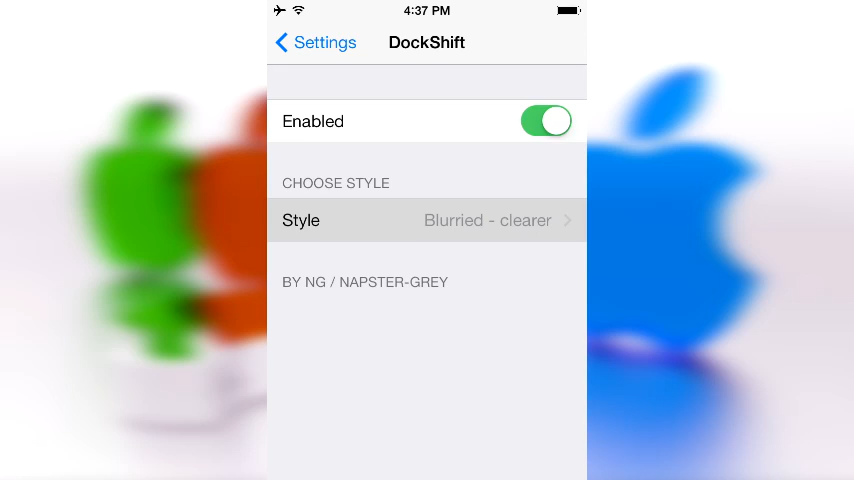 4:37 PM
Settings DockShift
Enabled
CHOOSE STYLE
Style Blurried - clearer
BY NG / NAPSTER-GREY